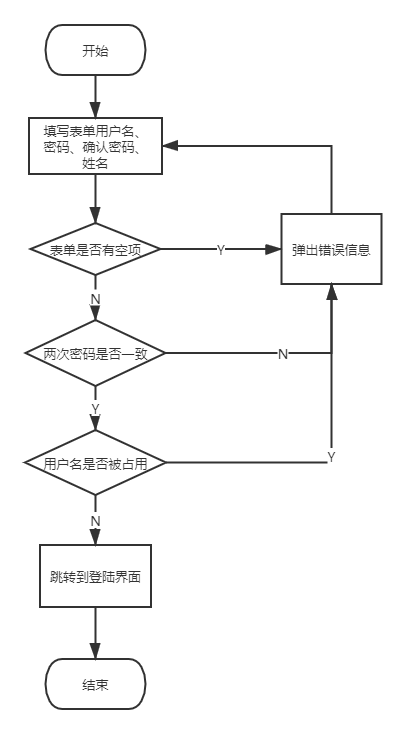 开始
填写表单用户名、
密码、确认密码、
姓名
表单是否有空项
Y
弹出错误信息
N
两次密码是否一致
N
Y
用户名是否被占用
Y
N
跳转到登陆界面
结束